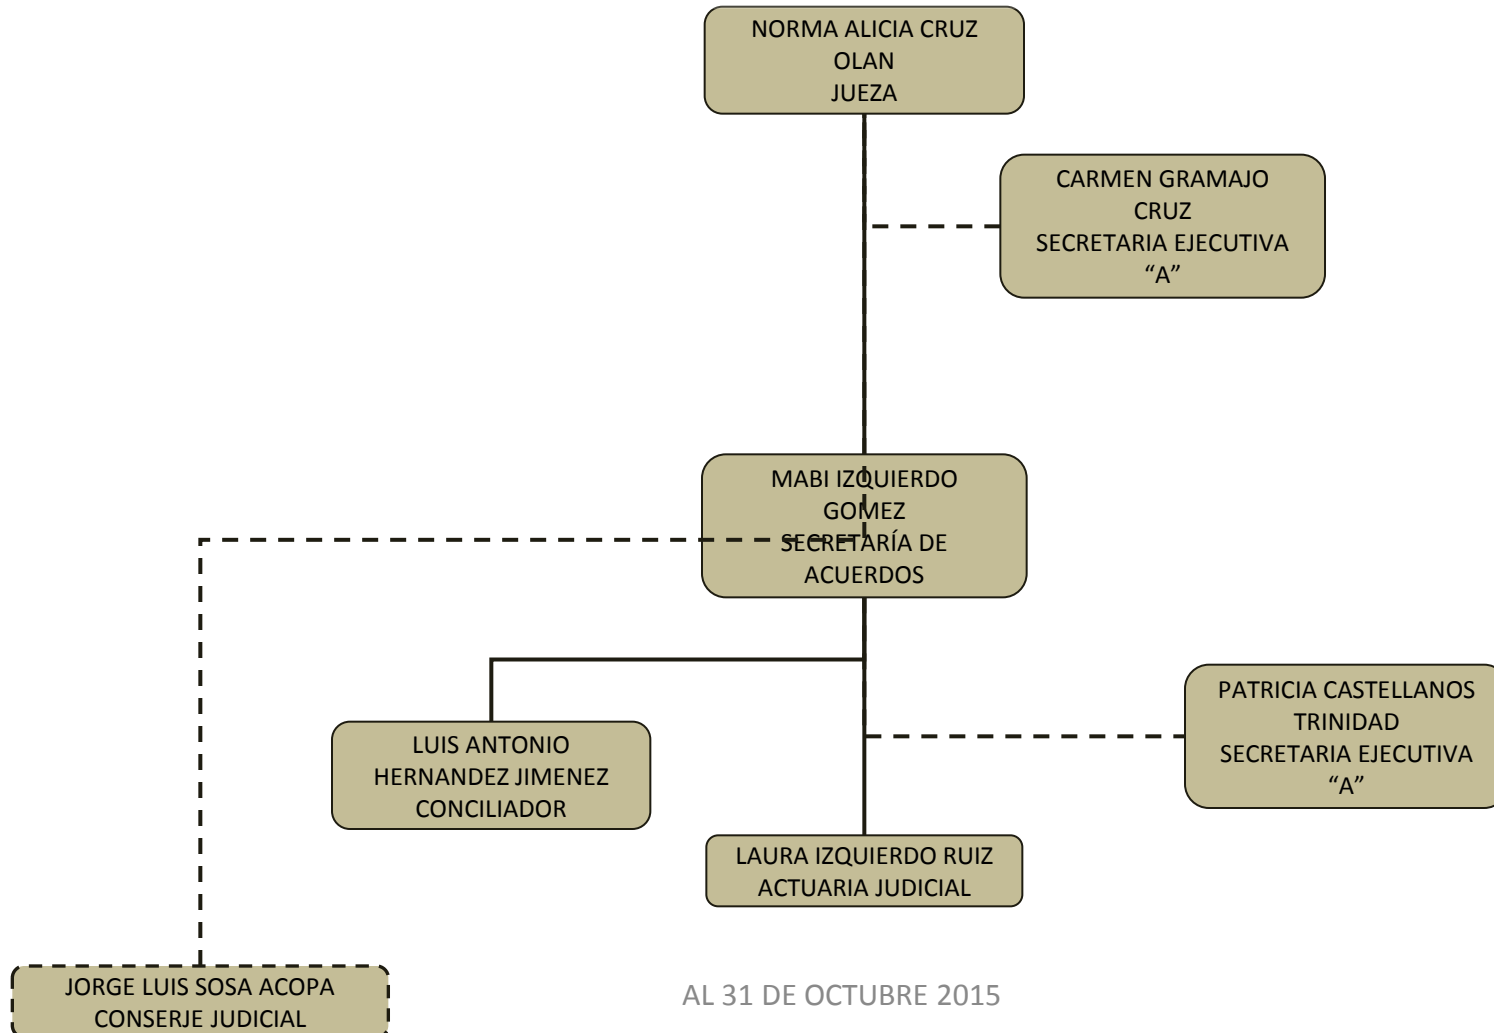 NORMA ALICIA CRUZ
OLAN
JUEZA
CARMEN GRAMAJO
CRUZ
SECRETARIA EJECUTIVA
“A”
MABI IZQUIERDO
GOMEZ
SECRETARÍA DE
ACUERDOS
PATRICIA CASTELLANOS
TRINIDAD
SECRETARIA EJECUTIVA
“A”
LUIS ANTONIO
HERNANDEZ JIMENEZ
CONCILIADOR
LAURA IZQUIERDO RUIZ
ACTUARIA JUDICIAL
JORGE LUIS SOSA ACOPA
CONSERJE JUDICIAL
AL 31 DE OCTUBRE 2015